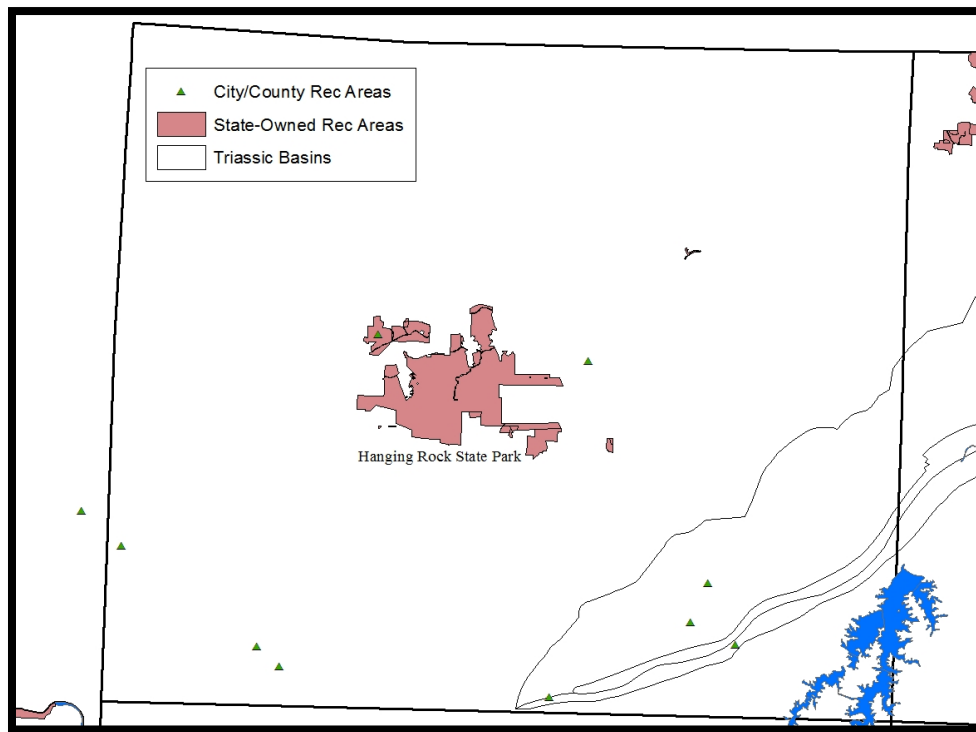 City/County Rec Areas
State-Owned Rec Areas
Triassic Basins
Hanging Rock State Park